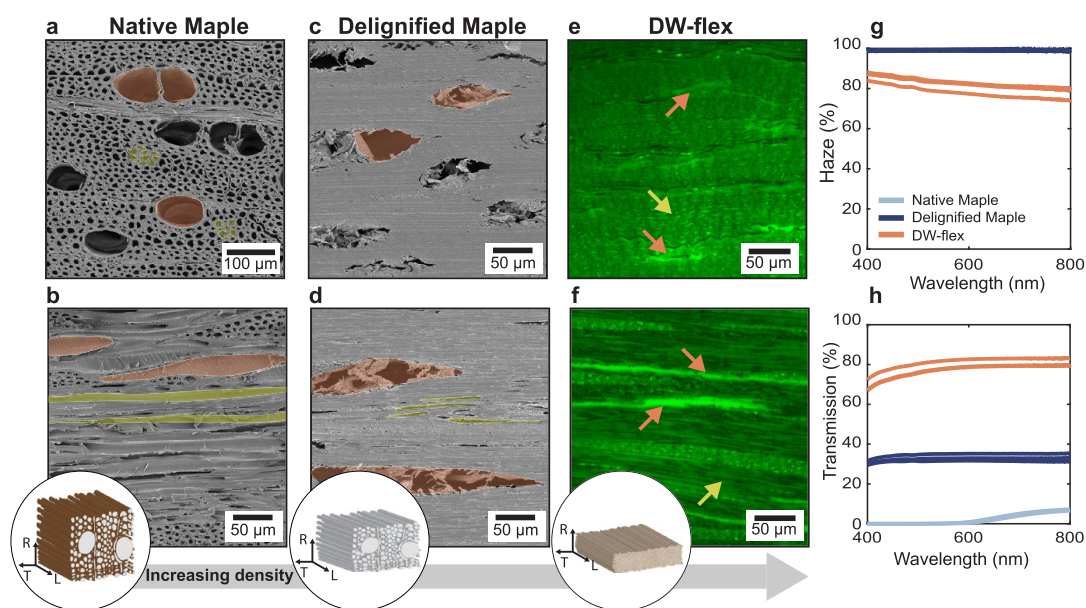 a Native Maple
c Delignified Maple
e DW-flex
g
100 μm
50 μm
50 μm
100
80
60
40
20
0
Haze (%)
Native Maple
Delignified Maple
DW-flex
400 600 800
Wavelength (nm)
b
d
f
h
50 μm
50 μm
50 μm
100
80
60
40
20
0
Transmission (%)
400 600 800
Wavelength (nm)
R
T L
R
T L
R
T L
Increasing density